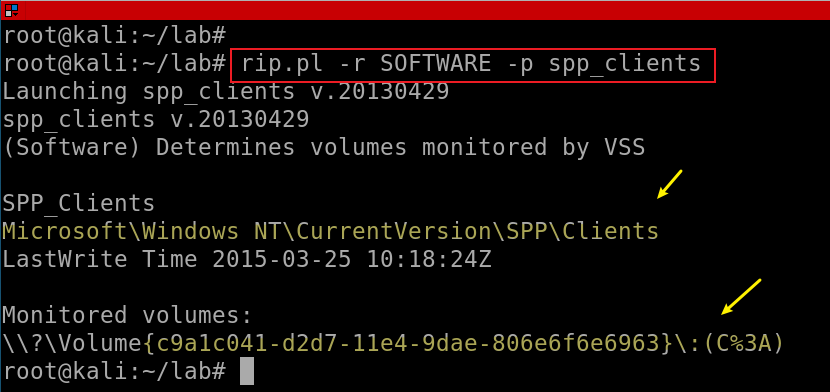 root@kali:~/lab#
root@kali:~/lab# rip.pl -r SOFTWARE -p spp_clients
Launching spp_clients v.20130429
spp_clients v.20130429
(Software) Determines volumes monitored by VSS
SPP_Clients
Microsoft\Windows NT\CurrentVersion\SPP\Clients
LastWrite Time 2015-03-25 10:18:24Z
Monitored volumes:
\\?\Volume{c9a1c041-d2d7-11e4-9dae-806e6f6e6963}\:(C%3A)
root@kali:~/lab#